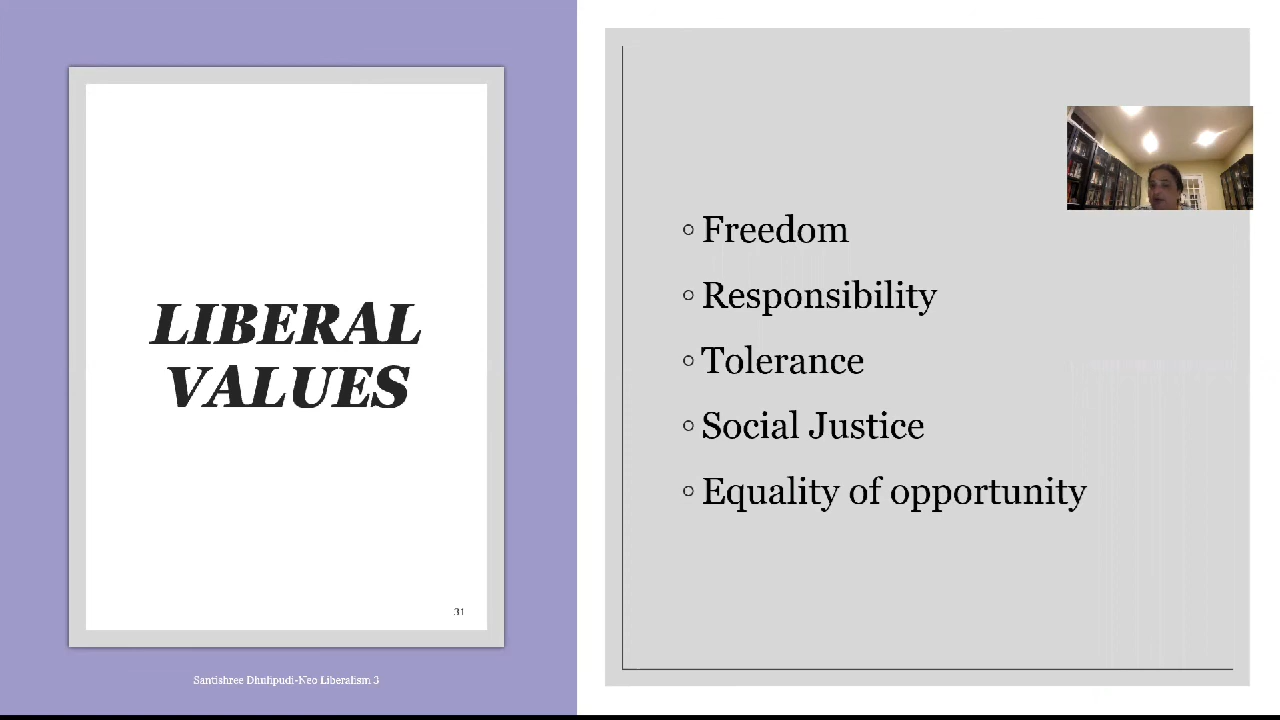 LIBERAL
VALUES
31
Santishree Dhulipudi-Neo Liberalism 3
◦ Freedom
◦ Responsibility
◦ Tolerance
◦ Social Justice
◦ Equality of opportunity